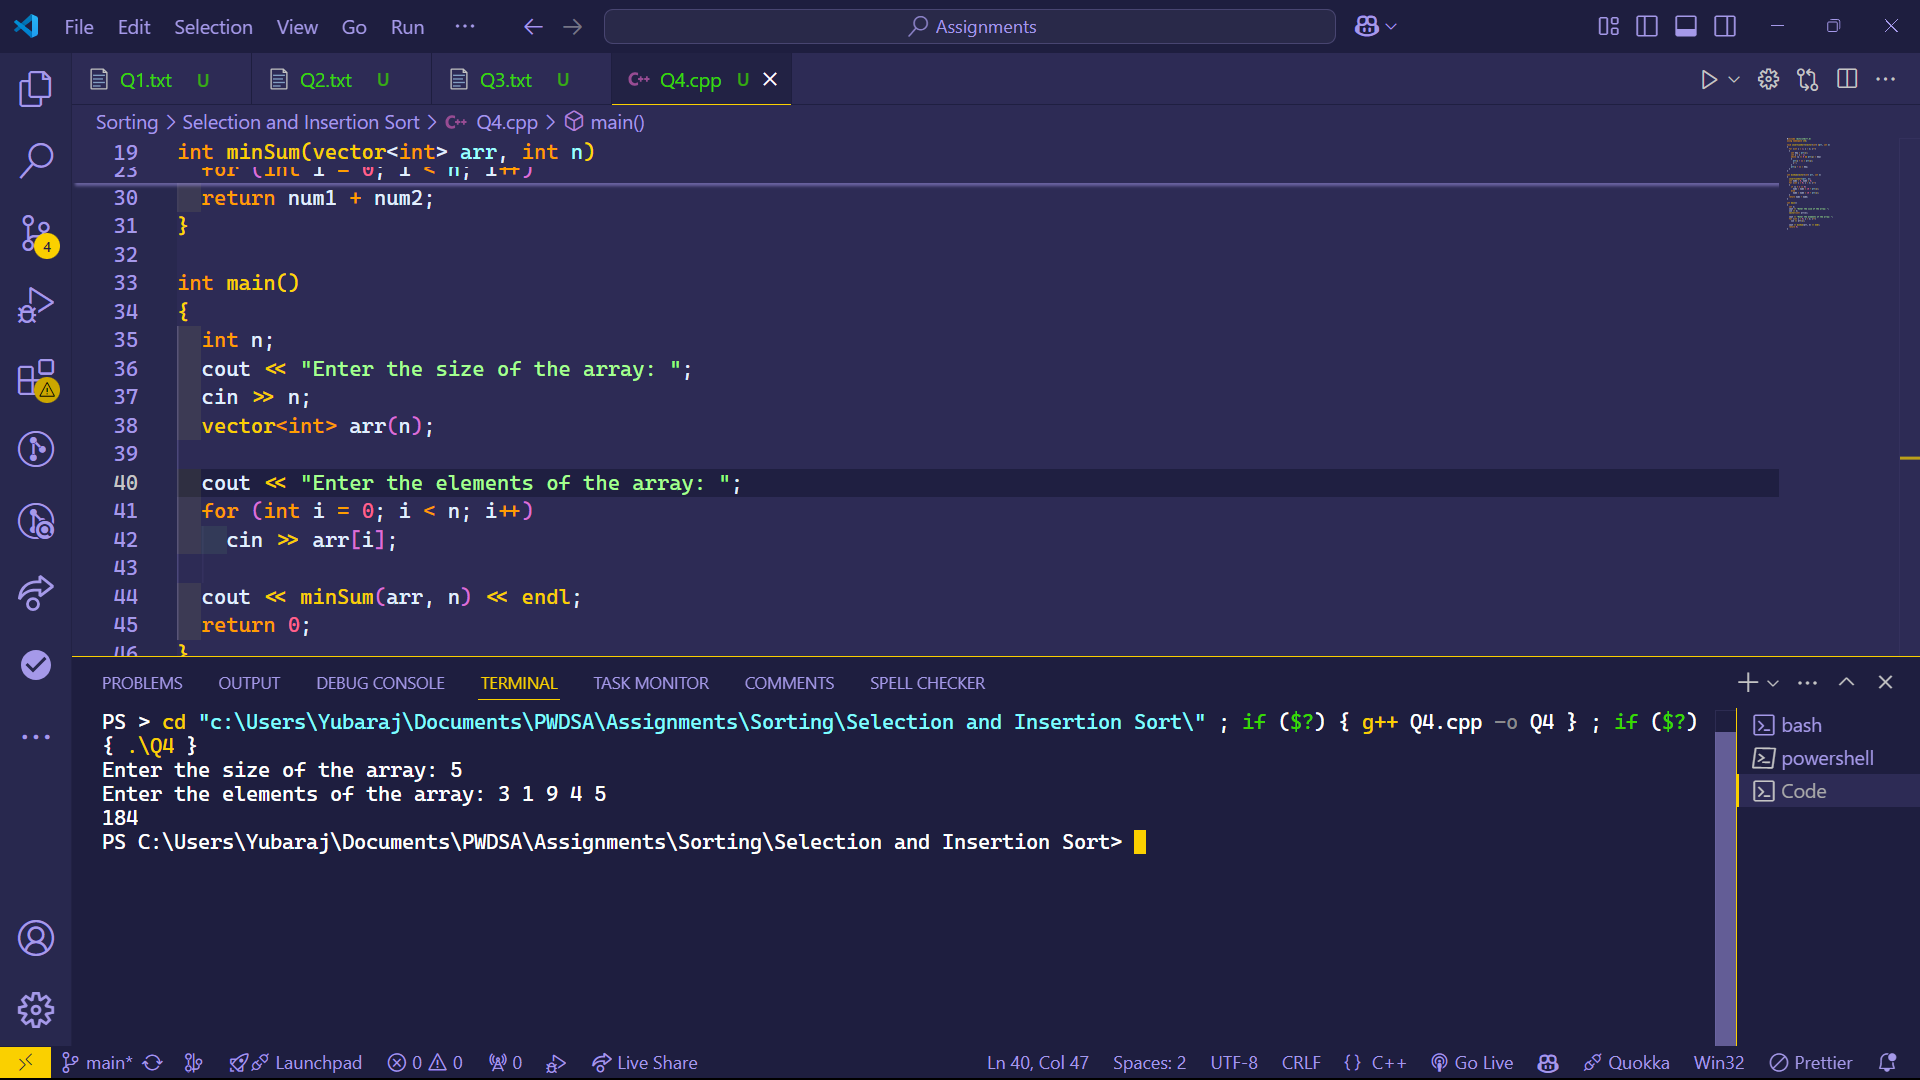 File Edit Selection View Go Run ··· Assignments
Q1.txt U Q2.txt U Q3.txt U C++ Q4.cpp U
Sorting > Selection and Insertion Sort > C++ Q4.cpp > main()
19 int minSum(vector<int> arr, int n)
23 for (int i = 0; i < n; i++)
30 return num1 + num2;
31 }
32
33 int main()
34 {
35 int n;
36 cout << "Enter the size of the array: ";
37 cin >> n;
38 vector<int> arr(n);
39
40 cout << "Enter the elements of the array: ";
41 for (int i = 0; i < n; i++)
42 cin >> arr[i];
43
44 cout << minSum(arr, n) << endl;
45 return 0;
46 }
4
PROBLEMS OUTPUT DEBUG CONSOLE TERMINAL TASK MONITOR COMMENTS SPELL CHECKER
PS > cd "c:\Users\Yubaraj\Documents\PWDSA\Assignments\Sorting\Selection and Insertion Sort\" ; if ($?) { g++ Q4.cpp -o Q4 } ; if ($?)
{ .\Q4 }
Enter the size of the array: 5
Enter the elements of the array: 3 1 9 4 5
184
PS C:\Users\Yubaraj\Documents\PWDSA\Assignments\Sorting\Selection and Insertion Sort>
bash
powershell
Code
main* Launchpad 0 0 0 Live Share Ln 40, Col 47 Spaces: 2 UTF-8 CRLF {} C++ Go Live Quokka Win32 Prettier